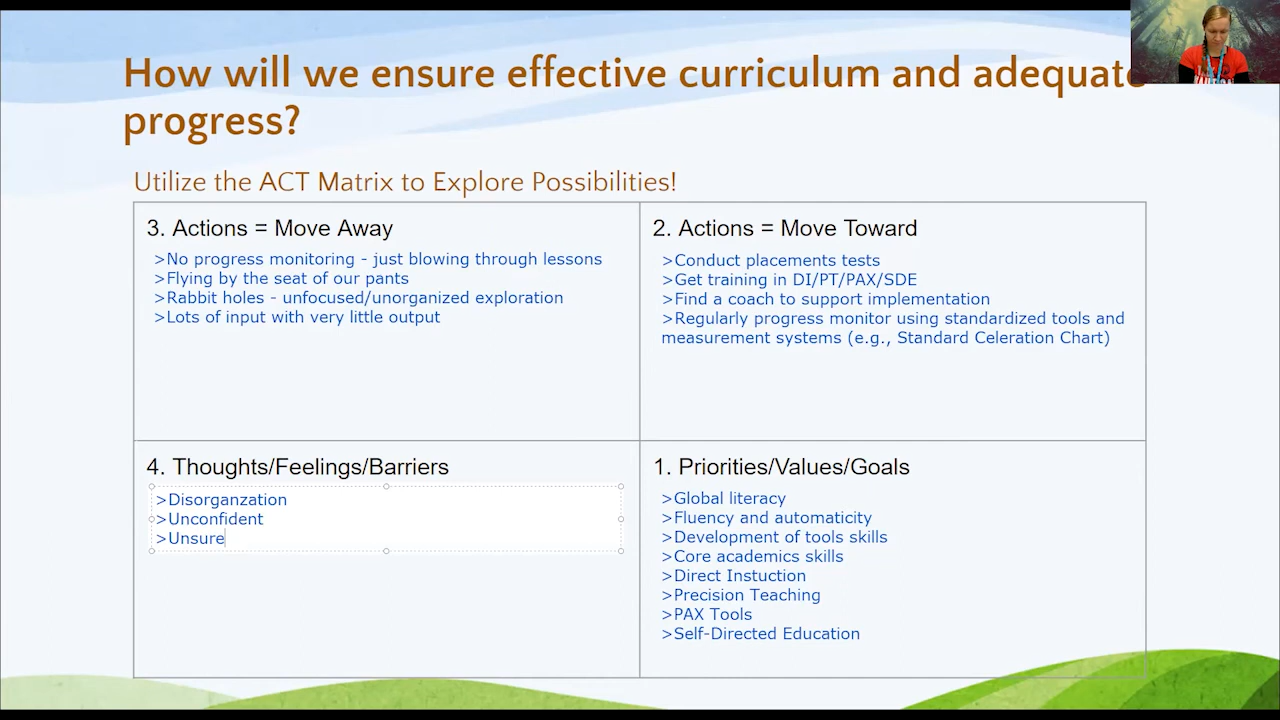 How will we ensure effective curriculum and adequate
progress?
Utilize the ACT Matrix to Explore Possibilities!
3. Actions = Move Away
>No progress monitoring - just blowing through lessons
>Flying by the seat of our pants
>Rabbit holes - unfocused/unorganized exploration
>Lots of input with very little output
2. Actions = Move Toward
>Conduct placements tests
>Get training in DI/PT/PAX/SDE
>Find a coach to support implementation
>Regularly progress monitor using standardized tools and
measurement systems (e.g., Standard Celeration Chart)
4. Thoughts/Feelings/Barriers
>Disorganzation
>Unconfident
>Unsure
1. Priorities/Values/Goals
>Global literacy
>Fluency and automaticity
>Development of tools skills
>Core academics skills
>Direct Instuction
>Precision Teaching
>PAX Tools
>Self-Directed Education